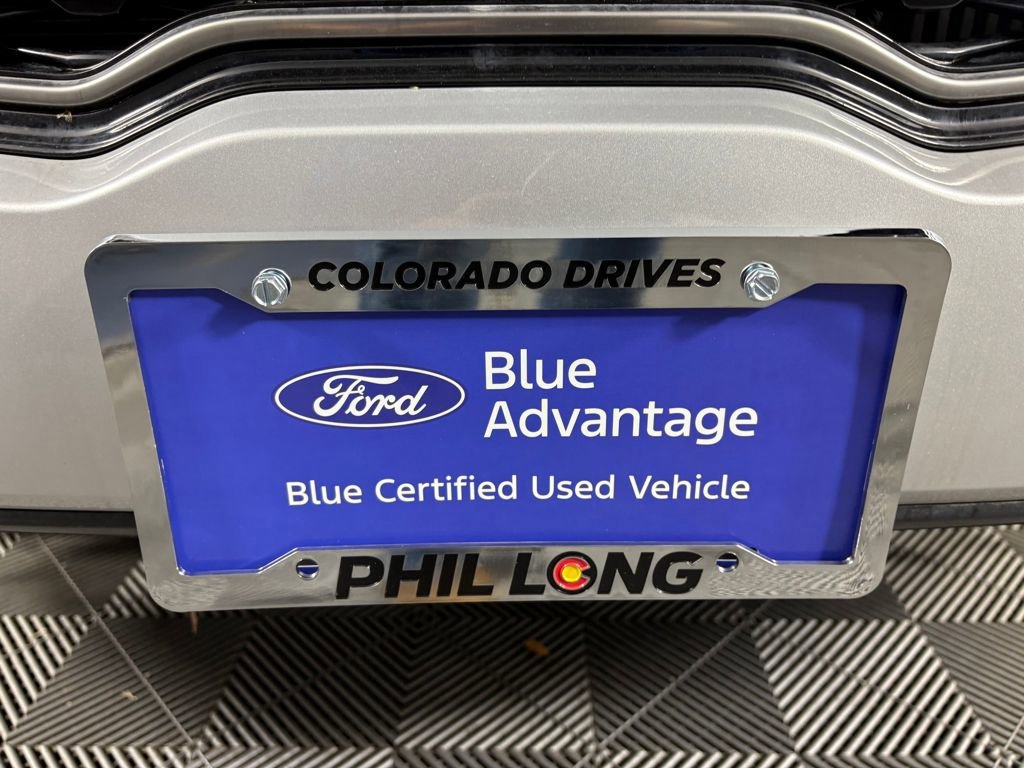 COLORADO DRIVES
Ford
Blue
Advantage
Blue Certified Used Vehicle
PHIL LONG